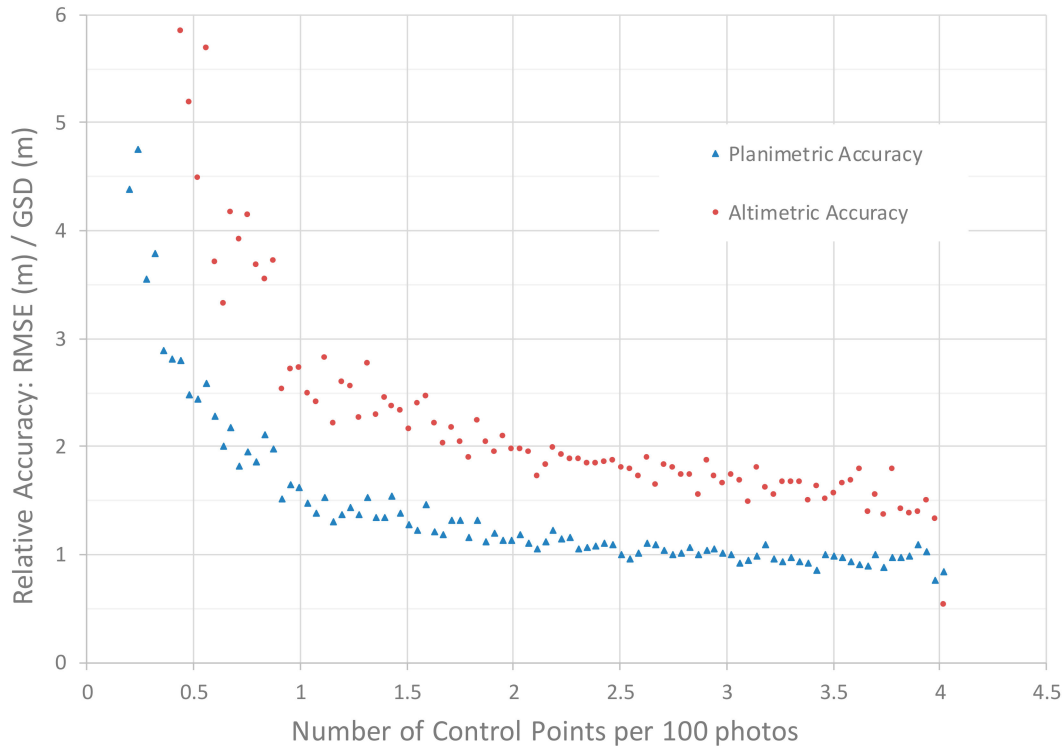 Relative Accuracy: RMSE (m) / GSD (m)
6
5
4
3
2
1
0
Planimetric Accuracy
Altimetric Accuracy
0 0.5 1 1.5 2 2.5 3 3.5 4 4.5
Number of Control Points per 100 photos